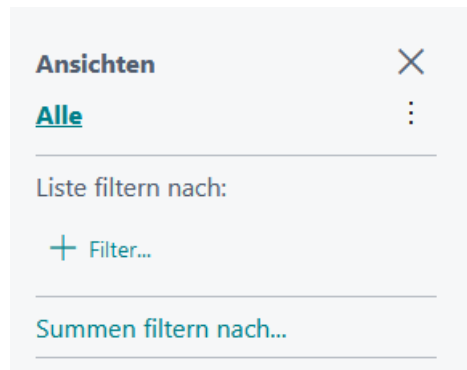 Ansichten
Alle
Liste filtern nach:
Filter...
Summen filtern nach...